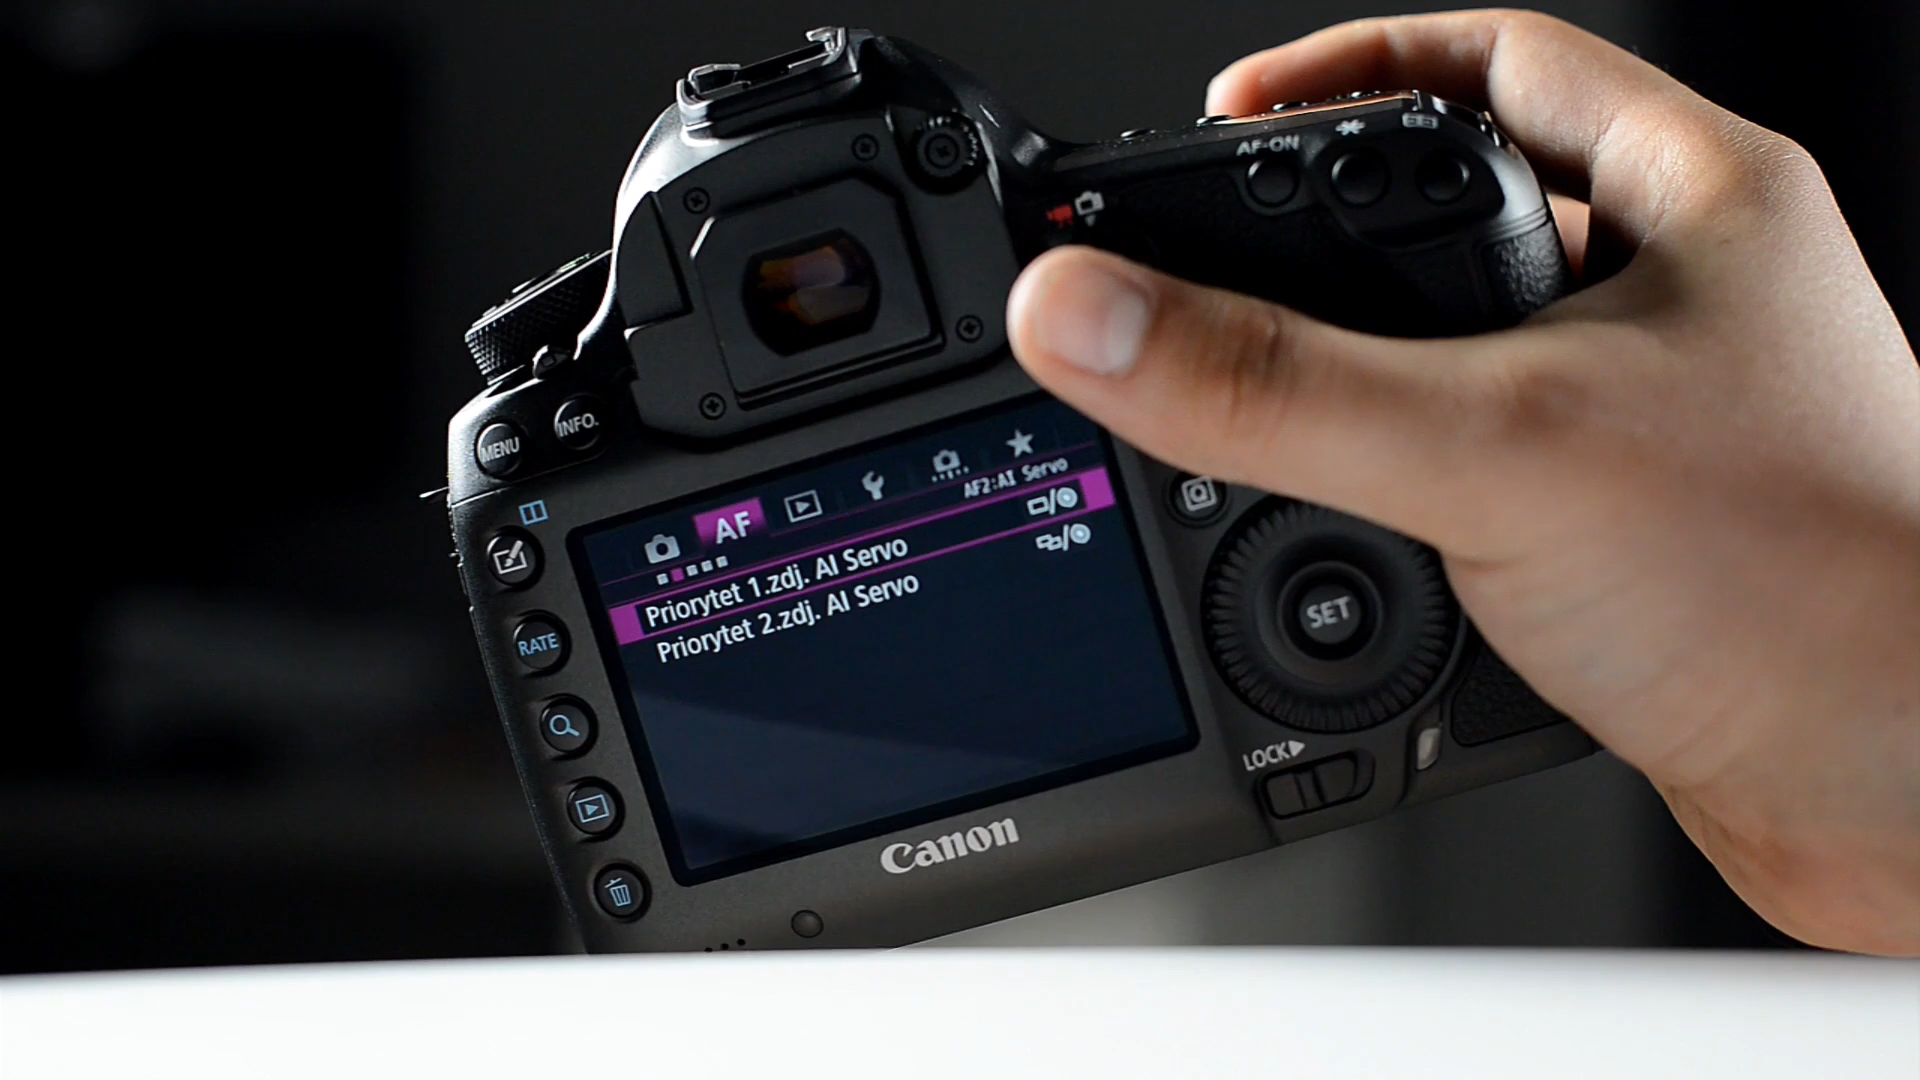 AF-ON
MENU
INFO.
AF
AF2:AI Servo
Priorytet 1.zdj. AI Servo
Priorytet 2.zdj. AI Servo
RATE
Q
SET
LOCK
Canon